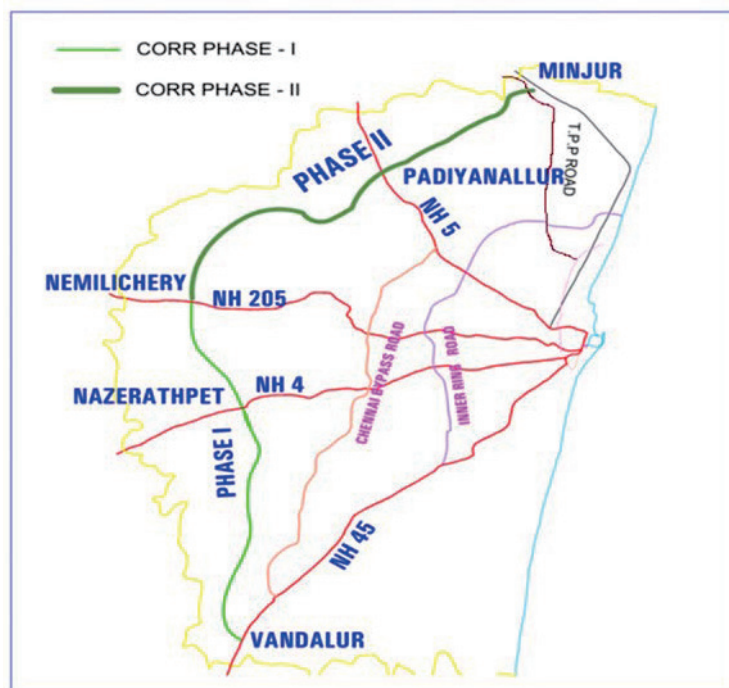 CORR PHASE - I
CORR PHASE - II
MINJUR
T.P.P ROAD
PHASE II
PADIYANALLUR
NH 5
NEMILICHERY
NH 205
CHENNAI BYPASS ROAD
INNER RING ROAD
NH 4
NAZERATHPET
PHASE I
NH 45
VANDALUR